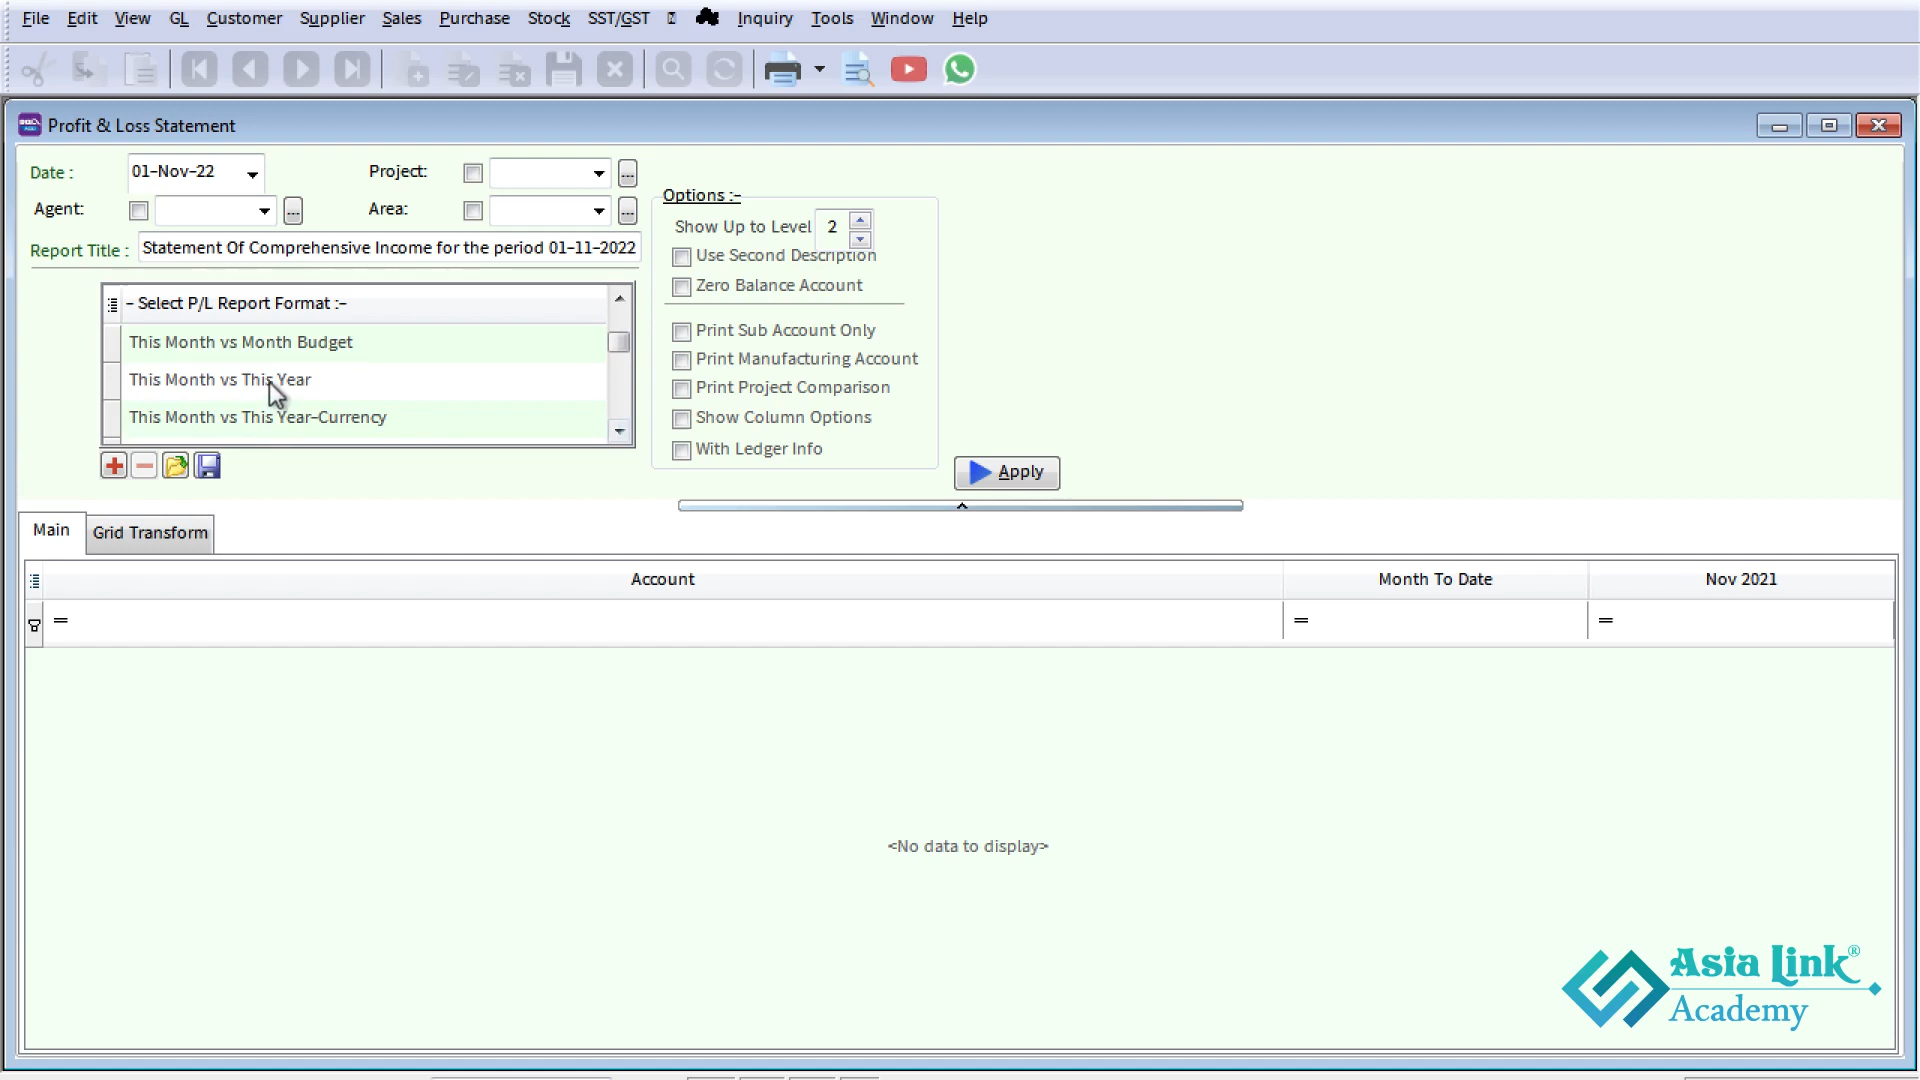 File Edit View GL Customer Supplier Sales Purchase Stock SST/GST Inquiry Tools Window Help
Profit & Loss Statement
Date : 01-Nov-22 Project:
Agent: Area:
Report Title : Statement Of Comprehensive Income for the period 01-11-2022
Options :-
Show Up to Level 2
Use Second Description
Zero Balance Account
Print Sub Account Only
Print Manufacturing Account
Print Project Comparison
Show Column Options
With Ledger Info
- Select P/L Report Format :-
This Month vs Month Budget
This Month vs This Year
This Month vs This Year-Currency
Apply
Main Grid Transform
Account Month To Date Nov 2021
= = =
<No data to display>
Asia Link®
Academy